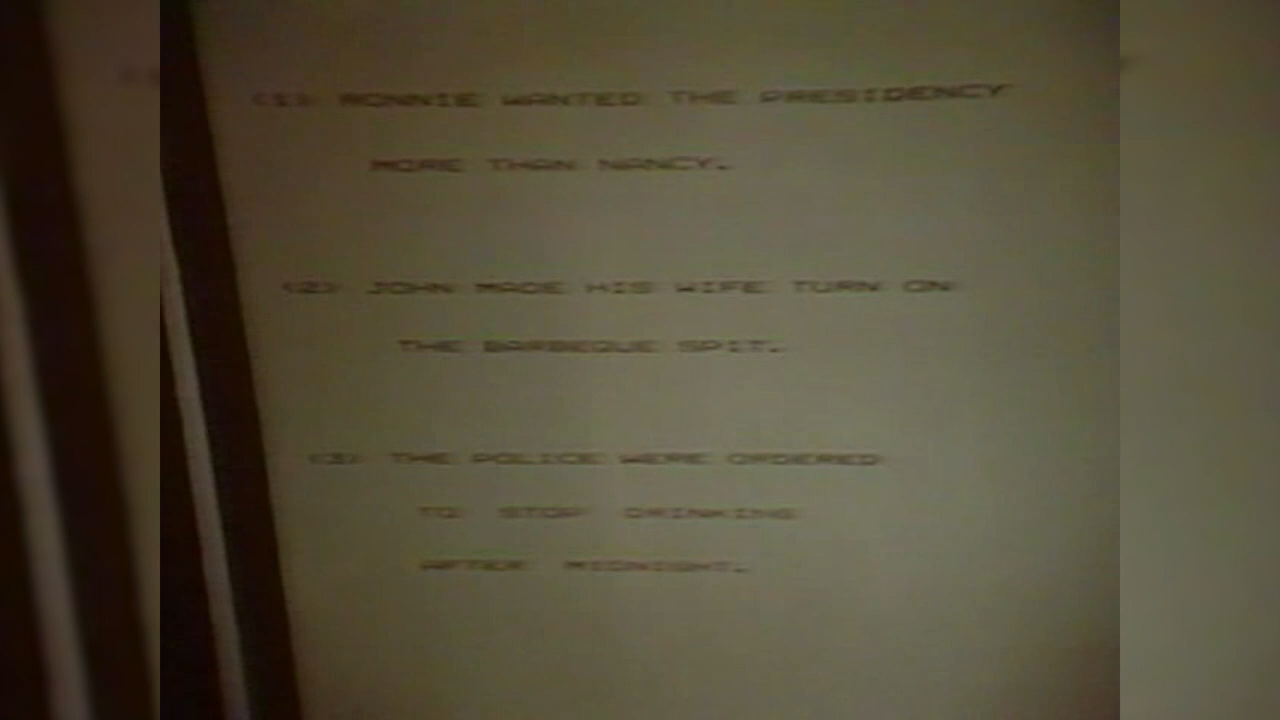 (1) RONNIE WANTED THE PRESIDENCY
MORE THAN NANCY.
(2) JOHN MADE HIS WIFE TURN ON
THE BARBEQUE SPIT.
(3) THE POLICE WERE ORDERED
TO STOP DRINKING
AFTER MIDNIGHT.